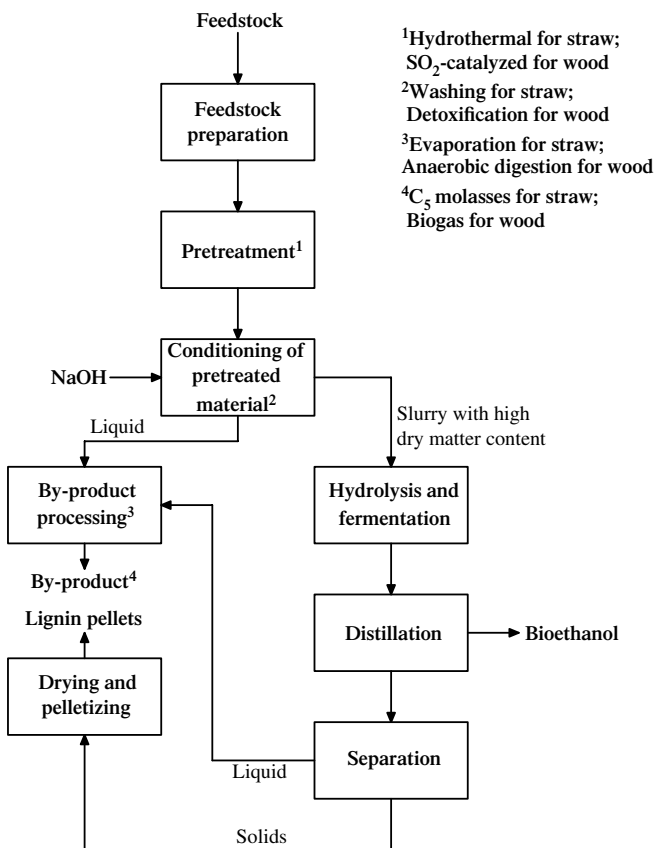 Feedstock
Feedstock
preparation
Pretreatment¹
NaOH
Conditioning of
pretreated
material²
Liquid
Slurry with high
dry matter content
By-product
processing³
Hydrolysis and
fermentation
By-product⁴
Lignin pellets
Distillation
Bioethanol
Drying and
pelletizing
Separation
Liquid
Solids
¹Hydrothermal for straw;
SO₂-catalyzed for wood
²Washing for straw;
Detoxification for wood
³Evaporation for straw;
Anaerobic digestion for wood
⁴C₅ molasses for straw;
Biogas for wood